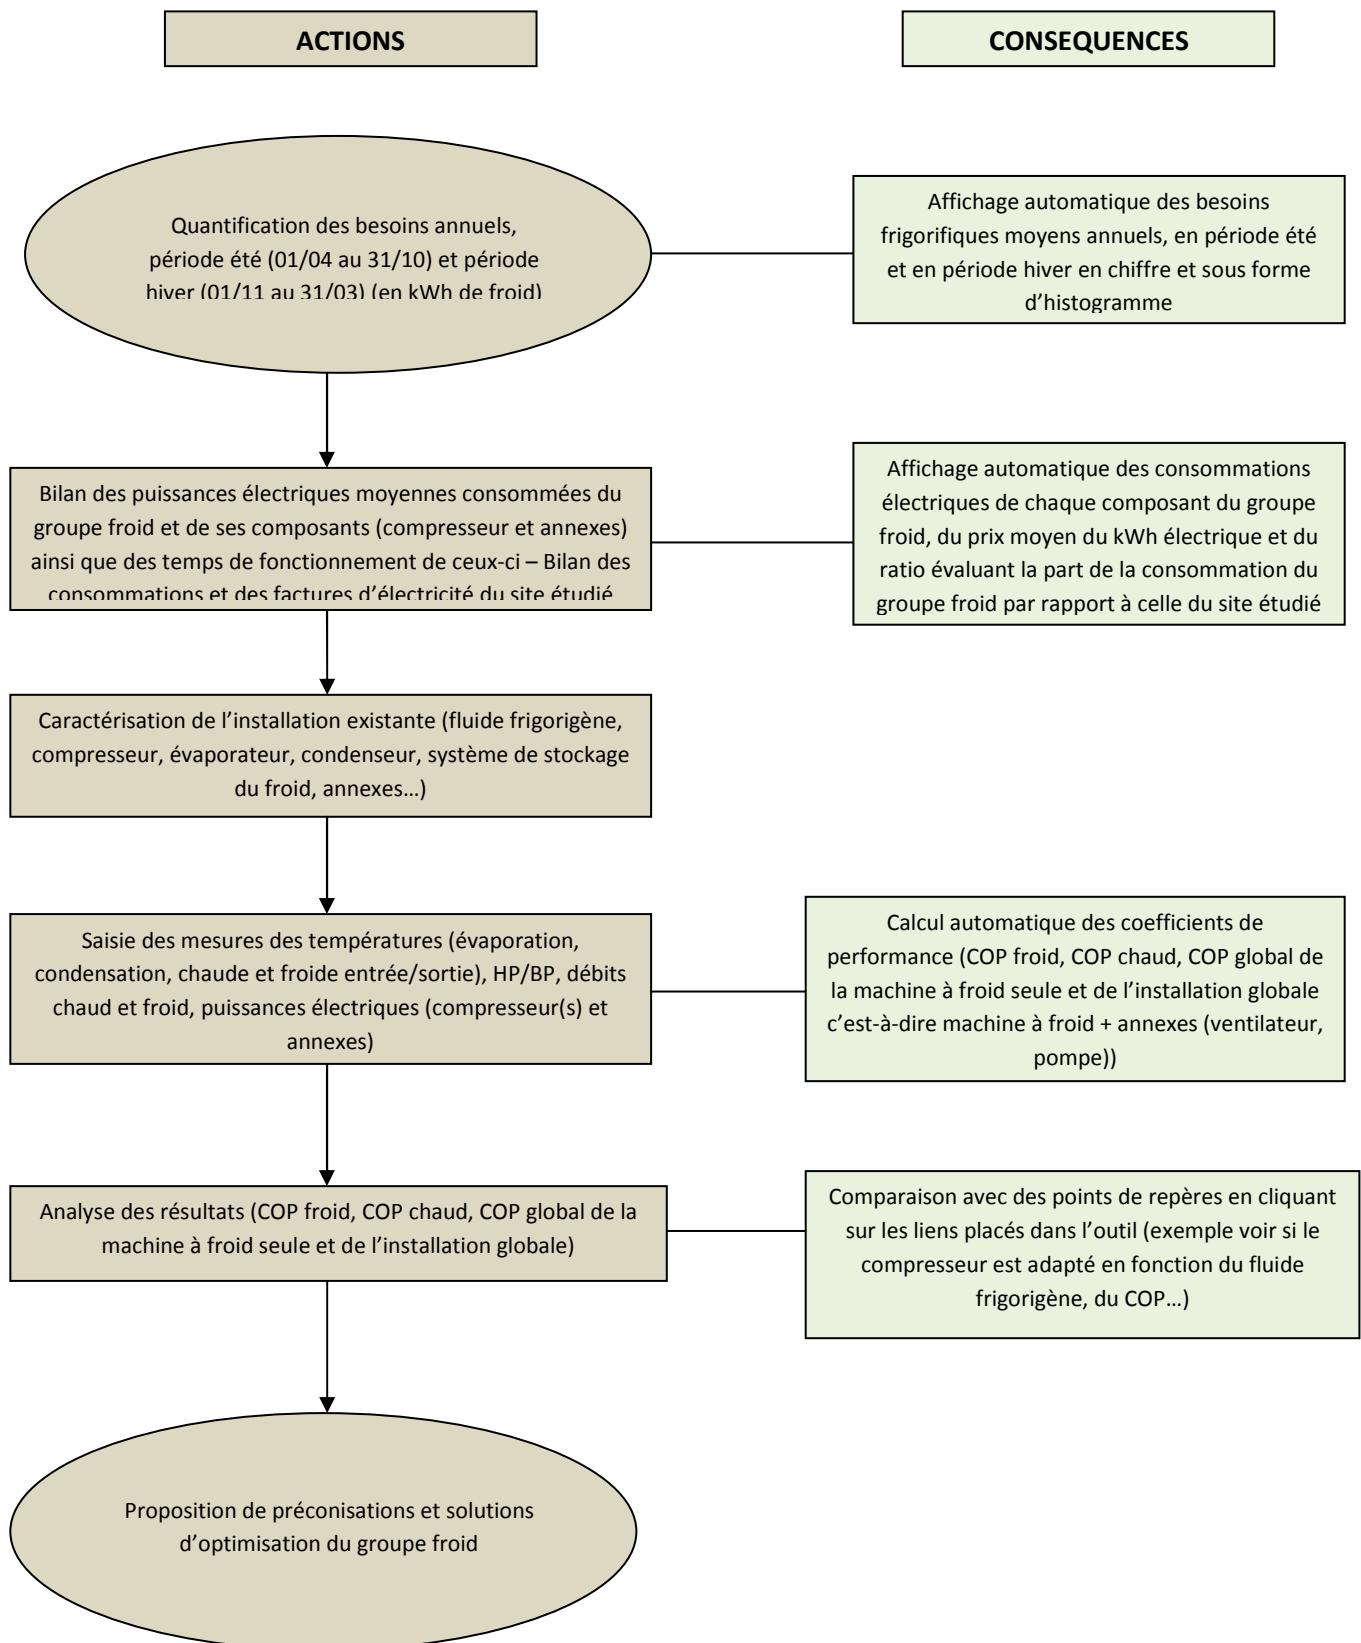 ACTIONS
CONSEQUENCES
Quantification des besoins annuels,
période été (01/04 au 31/10) et période
hiver (01/11 au 31/03) (en kWh de froid)
Affichage automatique des besoins
frigorifiques moyens annuels, en période été
et en période hiver en chiffre et sous forme
d’histogramme
Bilan des puissances électriques moyennes consommées du
groupe froid et de ses composants (compresseur et annexes)
ainsi que des temps de fonctionnement de ceux-ci – Bilan des
consommations et des factures d’électricité du site étudié
Affichage automatique des consommations
électriques de chaque composant du groupe
froid, du prix moyen du kWh électrique et du
ratio évaluant la part de la consommation du
groupe froid par rapport à celle du site étudié
Caractérisation de l’installation existante (fluide frigorigène,
compresseur, évaporateur, condenseur, système de stockage
du froid, annexes…)
Saisie des mesures des températures (évaporation,
condensation, chaude et froide entrée/sortie), HP/BP, débits
chaud et froid, puissances électriques (compresseur(s) et
annexes)
Calcul automatique des coefficients de
performance (COP froid, COP chaud, COP global de
la machine à froid seule et de l’installation globale
c’est-à-dire machine à froid + annexes (ventilateur,
pompe))
Analyse des résultats (COP froid, COP chaud, COP global de la
machine à froid seule et de l’installation globale)
Comparaison avec des points de repères en cliquant
sur les liens placés dans l’outil (exemple voir si le
compresseur est adapté en fonction du fluide
frigorigène, du COP…)
Proposition de préconisations et solutions
d’optimisation du groupe froid